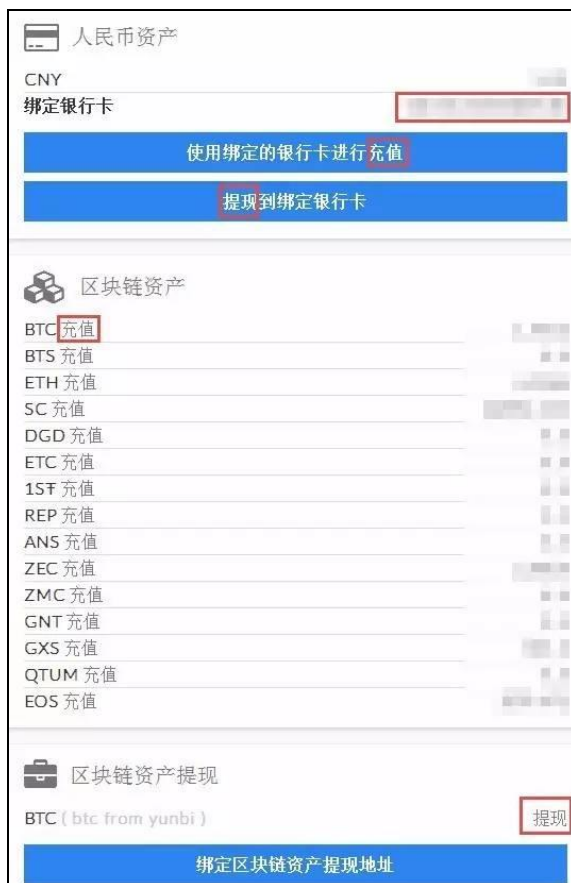 人民币资产
CNY
绑定银行卡
使用绑定的银行卡进行充值
提现到绑定银行卡
区块链资产
BTC 充值
BTS 充值
ETH 充值
SC 充值
DGD 充值
ETC 充值
1SŦ 充值
REP 充值
ANS 充值
ZEC 充值
ZMC 充值
GNT 充值
GXS 充值
QTUM 充值
EOS 充值
区块链资产提现
BTC ( btc from yunbi ) 提现
绑定区块链资产提现地址